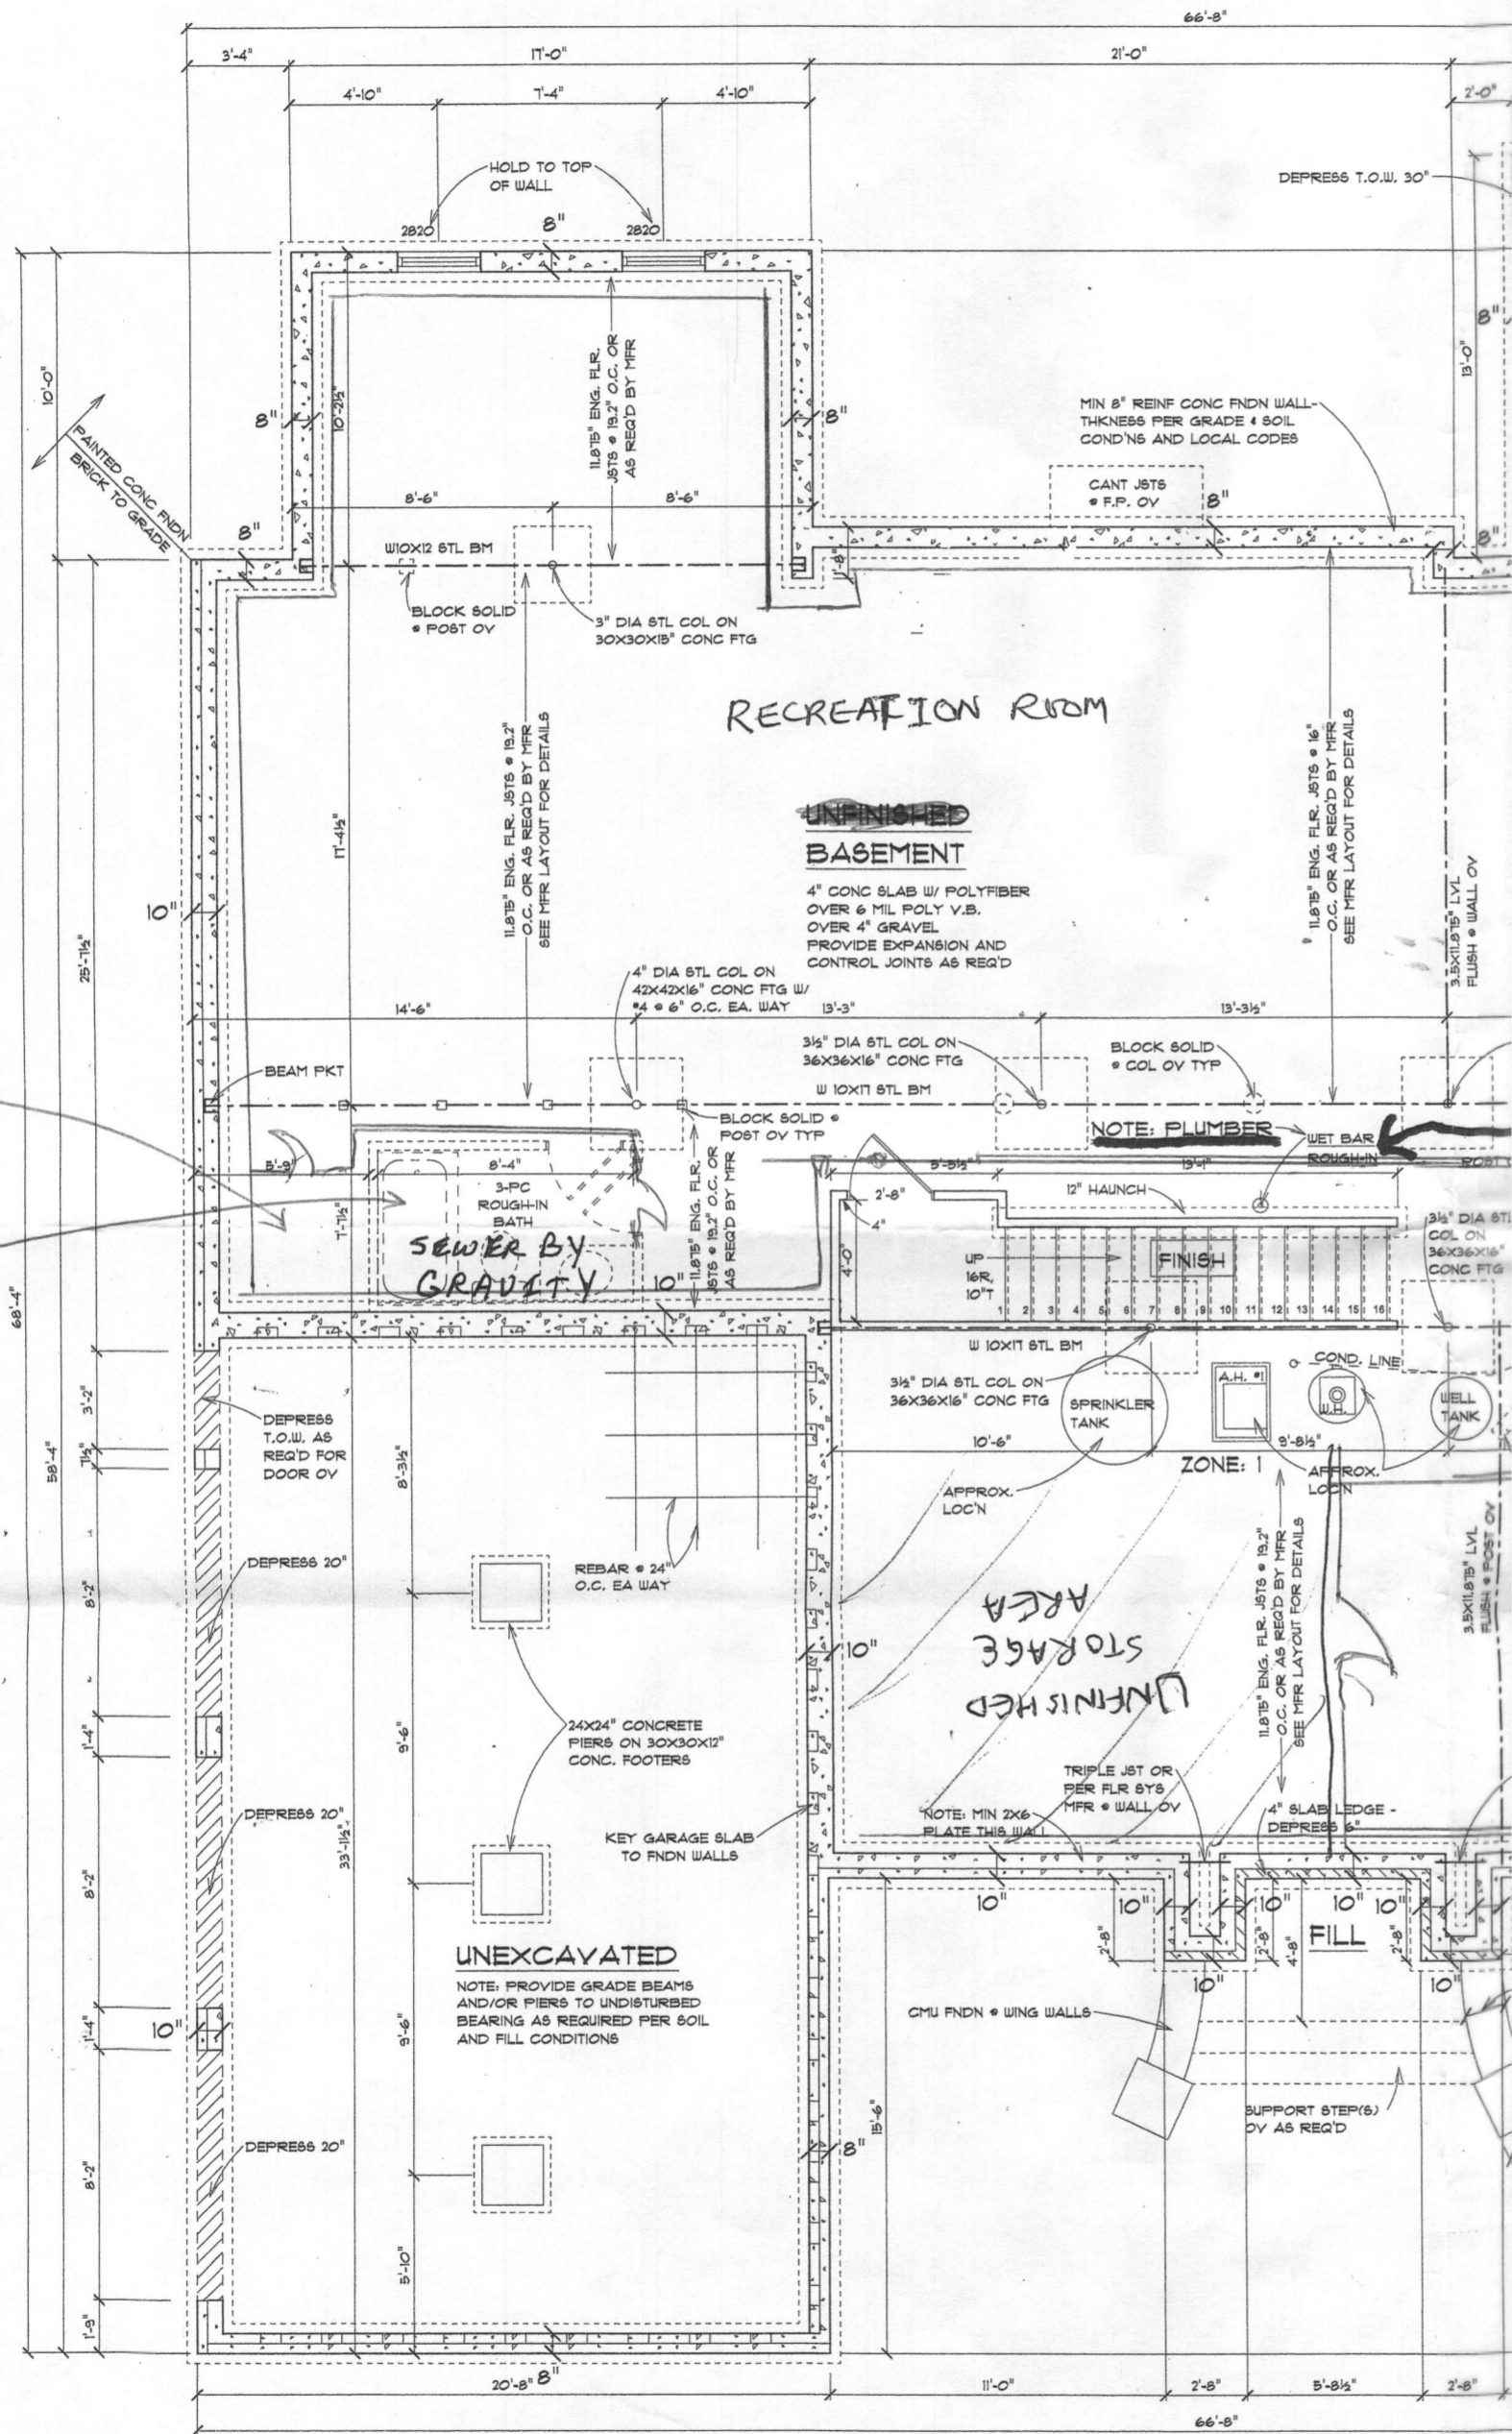 66'-8"
3'-4"
17'-0"
21'-0"
4'-10"
7'-4"
4'-10"
2'-0"
HOLD TO TOP
OF WALL
DEPRESS T.O.W. 30"
2820
8"
2820
10'-0"
PAINTED CONC FNDN
BRICK TO GRADE
8"
10'-2½"
11.875" ENG. FLR.
JSTS @ 19.2" O.C. OR
AS REQ'D BY MFR
8"
8"
13'-0"
MIN 8" REINF CONC FNDN WALL-
THKNESS PER GRADE & SOIL
COND'NS AND LOCAL CODES
CANT JSTS
@ F.P. OV
8"
8"
8'-6"
8'-6"
8"
W10X12 STL BM
BLOCK SOLID
@ POST OV
3" DIA STL COL ON
30X30X15" CONC FTG
RECREATION ROOM
11.875" ENG. FLR. JSTS @ 19.2"
O.C. OR AS REQ'D BY MFR
SEE MFR LAYOUT FOR DETAILS
11.875" ENG. FLR. JSTS @ 16"
O.C. OR AS REQ'D BY MFR
SEE MFR LAYOUT FOR DETAILS
UNFINISHED
BASEMENT
4" CONC SLAB W/ POLYFIBER
OVER 6 MIL POLY V.B.
OVER 4" GRAVEL
PROVIDE EXPANSION AND
CONTROL JOINTS AS REQ'D
17'-4½"
10"
25'-7½"
3.5X11.875" LVL
FLUSH @ WALL OV
4" DIA STL COL ON
42X42X16" CONC FTG W/
#4 @ 6" O.C. EA. WAY
14'-6"
13'-3"
13'-3½"
3½" DIA STL COL ON
36X36X16" CONC FTG
BLOCK SOLID
@ COL OV TYP
BEAM PKT
W 10X17 STL BM
BLOCK SOLID @
POST OV TYP
NOTE: PLUMBER
WET BAR
ROUGH-IN
8'-4"
5'-5½"
13'-1"
3-PC
ROUGH-IN
BATH
SEWER BY
GRAVITY
7'-7½"
11.875" ENG. FLR.
JSTS @ 19.2" O.C. OR
AS REQ'D BY MFR
10"
2'-8"
4"
4'-0"
12" HAUNCH
UP
16R,
10"T
FINISH
1 2 3 4 5 6 7 8 9 10 11 12 13 14 15 16
3½" DIA STL
COL ON
36X36X16"
CONC FTG
68'-4"
58'-4"
W 10X17 STL BM
3½" DIA STL COL ON
36X36X16" CONC FTG
SPRINKLER
TANK
A.H. #1
COND. LINE
W.H.
WELL
TANK
3'-2"
7½"
DEPRESS
T.O.W. AS
REQ'D FOR
DOOR OV
8'-3½"
10'-6"
9'-8½"
ZONE: 1
APPROX.
LOC'N
APPROX.
LOC'N
DEPRESS 20"
REBAR @ 24"
O.C. EA WAY
8'-2"
UNFINISHED
STORAGE
AREA
11.875" ENG. FLR. JSTS @ 19.2"
O.C. OR AS REQ'D BY MFR
SEE MFR LAYOUT FOR DETAILS
3.5X11.875" LVL
FLUSH @ POST OV
10"
24X24" CONCRETE
PIERS ON 30X30X12"
CONC. FOOTERS
9'-6"
1'-4"
DEPRESS 20"
33'-1½"
KEY GARAGE SLAB
TO FNDN WALLS
NOTE: MIN 2X6
PLATE THIS WALL
TRIPLE JST OR
PER FLR SYS
MFR @ WALL OV
4" SLAB LEDGE -
DEPRESS 6"
8'-2"
10"
10"
10"
10"
10"
2'-8"
2'-8"
4'-8"
2'-8"
FILL
10"
10"
UNEXCAVATED
NOTE: PROVIDE GRADE BEAMS
AND/OR PIERS TO UNDISTURBED
BEARING AS REQUIRED PER SOIL
AND FILL CONDITIONS
CMU FNDN @ WING WALLS
10"
1'-4"
9'-6"
15'-6"
SUPPORT STEP(S)
OV AS REQ'D
DEPRESS 20"
8'-2"
8"
5'-10"
1'-9"
20'-8"
8"
11'-0"
2'-8"
5'-8½"
2'-8"
66'-8"